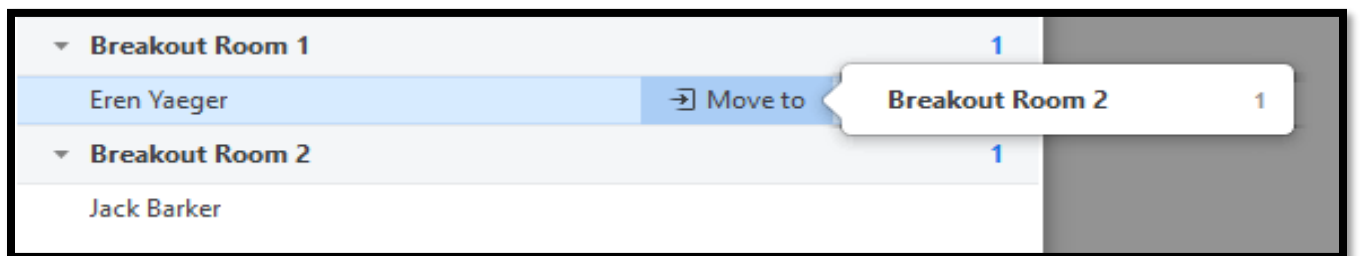 Breakout Room 1 1
Eren Yaeger Move to Breakout Room 2 1
Breakout Room 2 1
Jack Barker